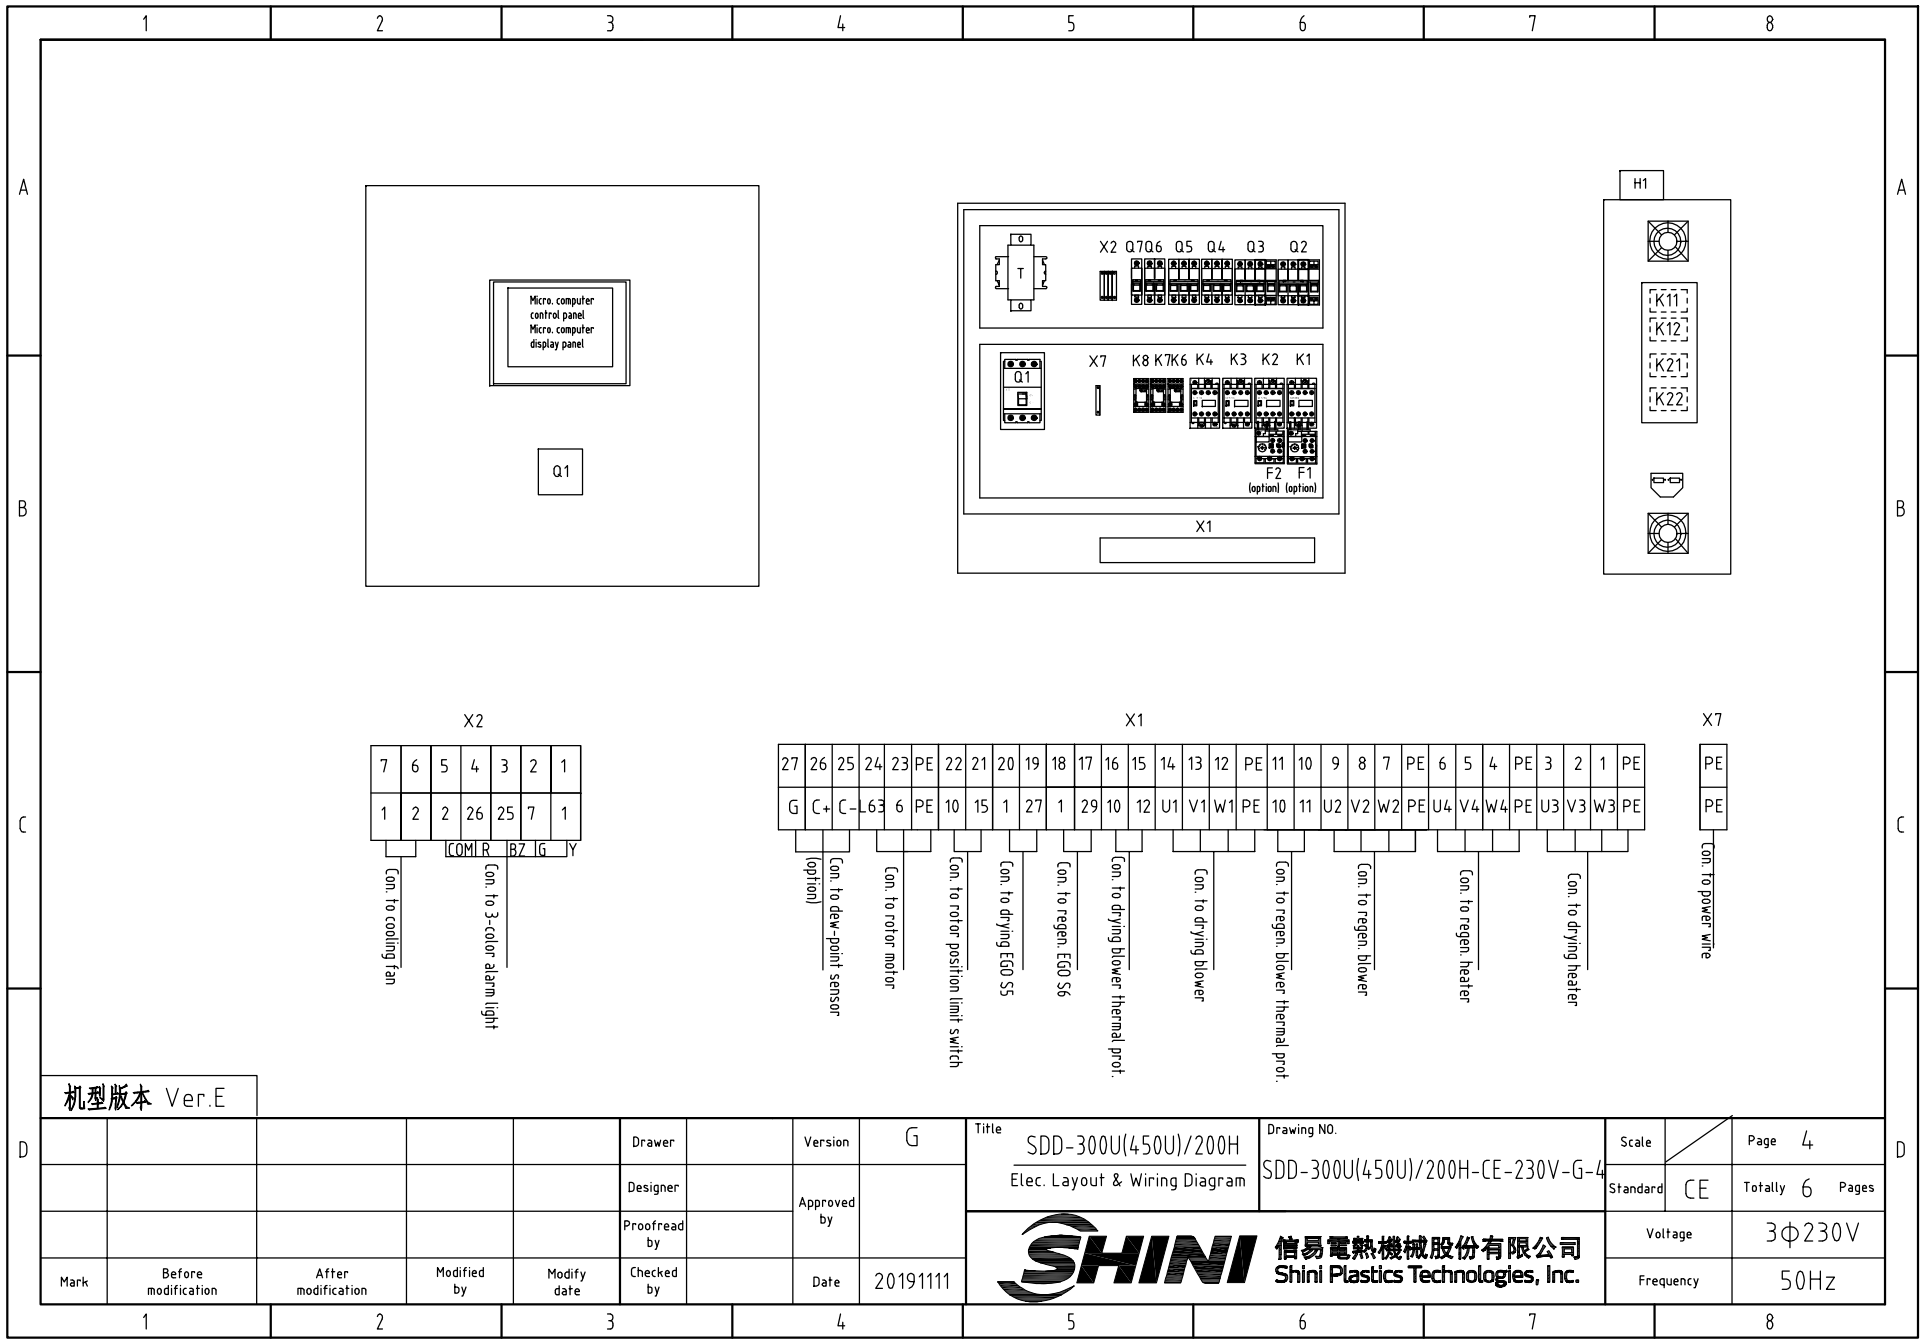 1 2 3 4 5 6 7 8
A A
H1
X2 Q7 Q6 Q5 Q4 Q3 Q2
T
Micro. computer
control panel
Micro. computer
display panel
K11
K12
K21
K22
X7 K8 K7 K6 K4 K3 K2 K1
Q1
Q1
F2 F1
(option) (option)
B B
X1
X2 X1 X7
7 6 5 4 3 2 1
1 2 2 26 25 7 1
COM R BZ G Y
Con. to cooling fan
Con. to 3-color alarm light
27 26 25 24 23 PE 22 21 20 19 18 17 16 15 14 13 12 PE 11 10 9 8 7 PE 6 5 4 PE 3 2 1 PE
G C+ C- L63 6 PE 10 15 1 27 1 29 10 12 U1 V1 W1 PE 10 11 U2 V2 W2 PE U4 V4 W4 PE U3 V3 W3 PE
Con. to dew-point sensor
(option)
Con. to rotor motor
Con. to rotor position limit switch
Con. to drying EGO S5
Con. to regen. EGO S6
Con. to drying blower thermal prot.
Con. to drying blower
Con. to regen. blower thermal prot.
Con. to regen. blower
Con. to regen. heater
Con. to drying heater
PE
PE
Con. to power wire
C C
机型版本 Ver.E
D D
Drawer
Designer
Proofread
by
Checked
by
Mark
Before
modification
After
modification
Modified
by
Modify
date
Version G
Approved
by
Date 20191111
Title
SDD-300U(450U)/200H
Elec. Layout & Wiring Diagram
Drawing NO.
SDD-300U(450U)/200H-CE-230V-G-4
Scale
Page 4
Standard CE
Totally 6 Pages
Voltage 3Φ230V
Frequency 50Hz
SHINI
信易電熱機械股份有限公司
Shini Plastics Technologies, Inc.
1 2 3 4 5 6 7 8